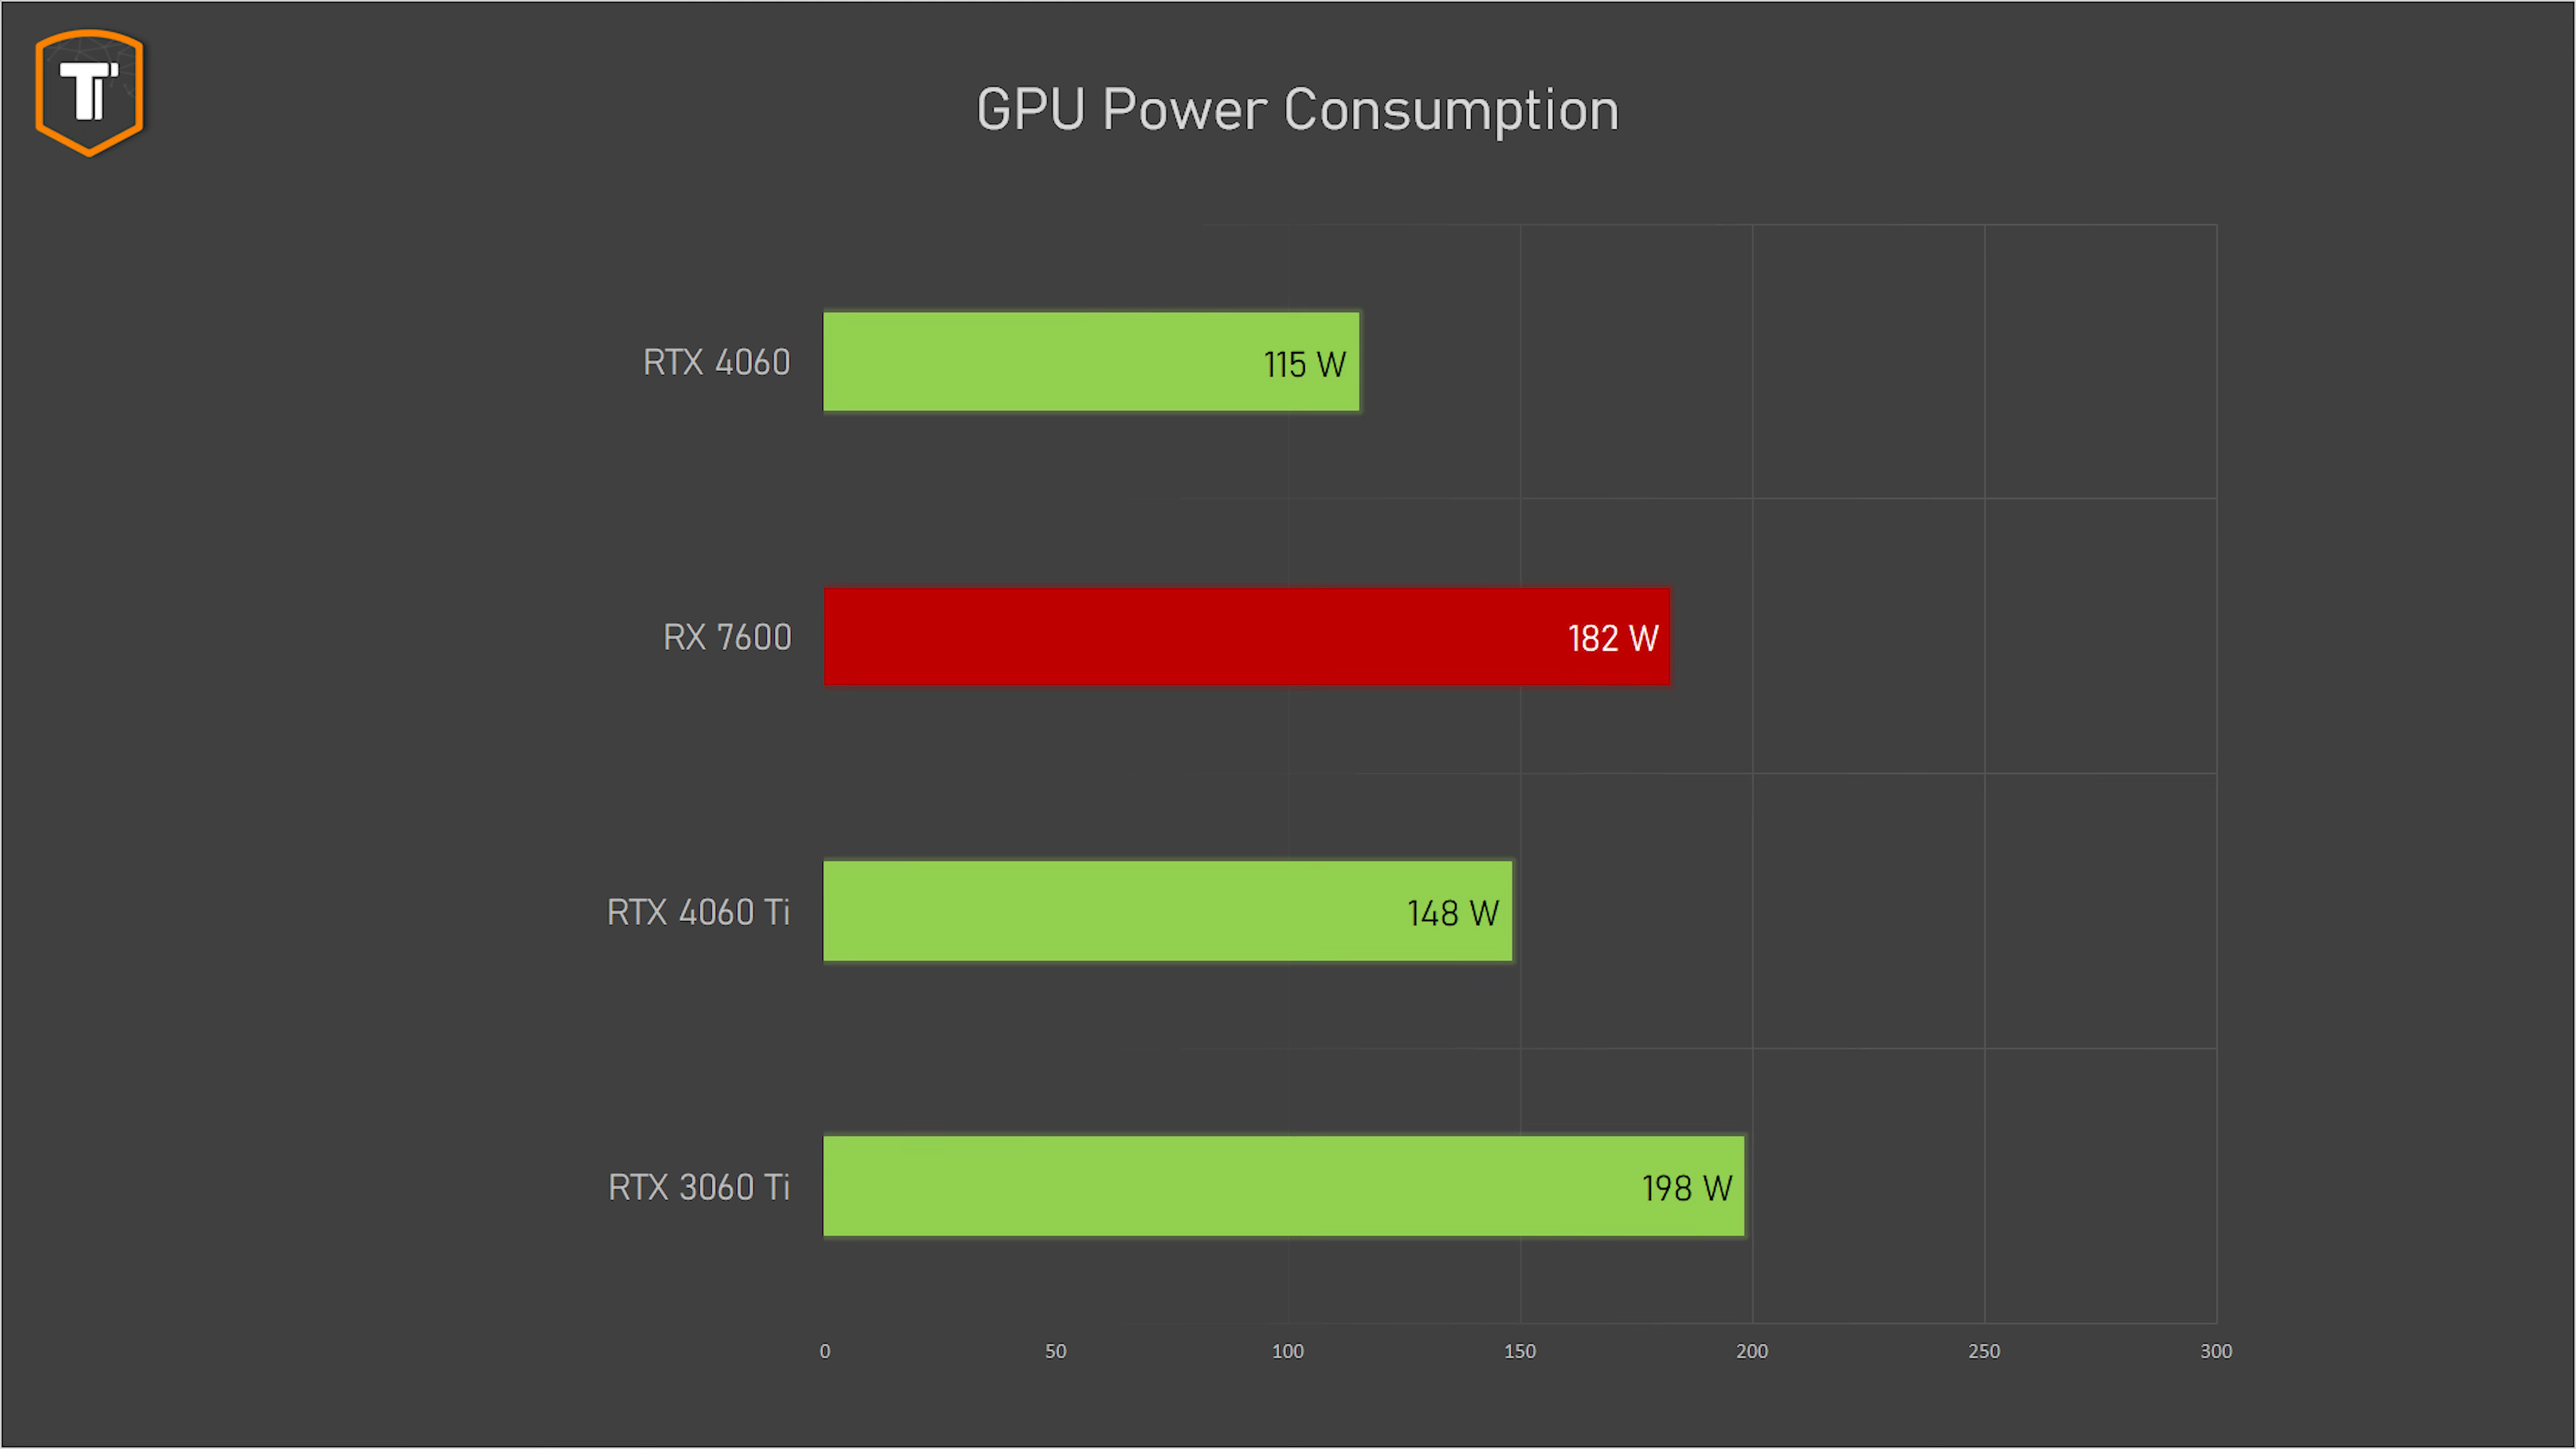 Ti
GPU Power Consumption
RTX 4060
115 W
RX 7600
182 W
RTX 4060 Ti
148 W
RTX 3060 Ti
198 W
0 50 100 150 200 250 300